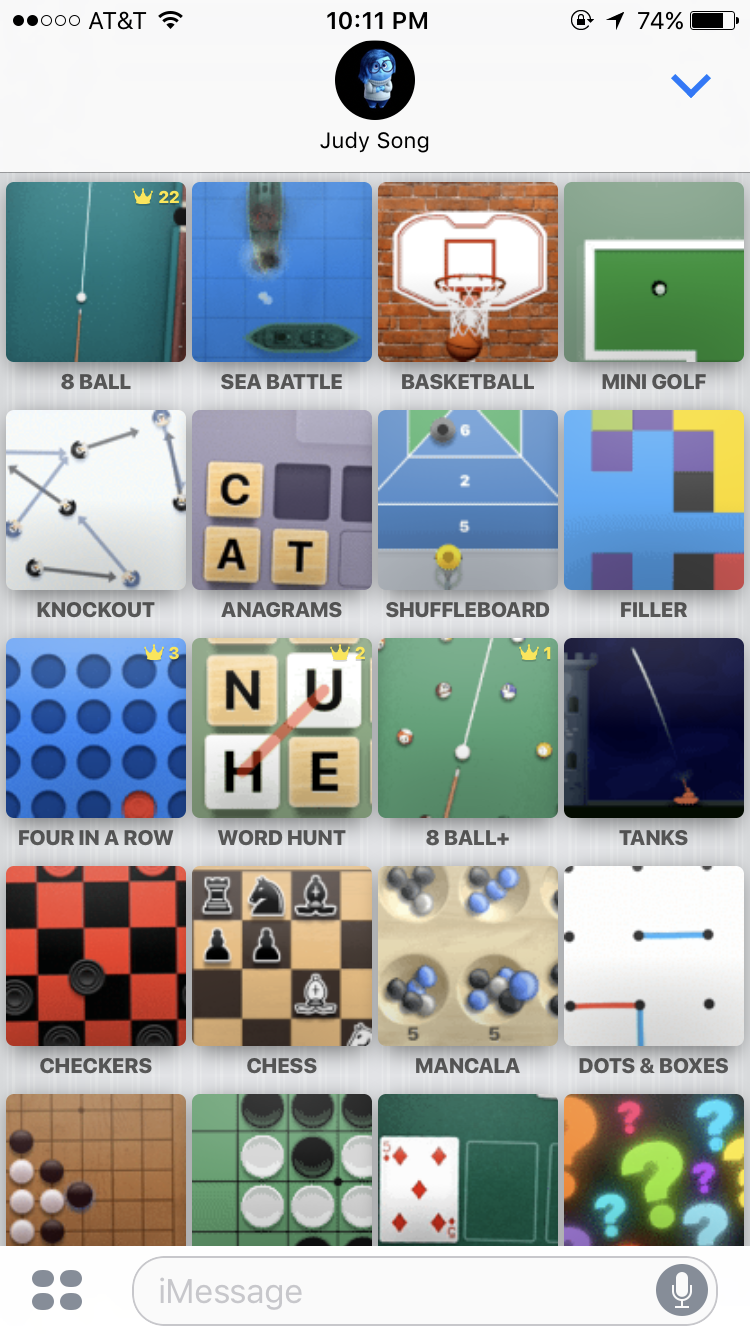 AT&T 10:11 PM 74%
Judy Song
22
8 BALL SEA BATTLE BASKETBALL MINI GOLF
6
C
2
5
A T
KNOCKOUT ANAGRAMS SHUFFLEBOARD FILLER
3 2 1
N U
H E
FOUR IN A ROW WORD HUNT 8 BALL+ TANKS
5 5
CHECKERS CHESS MANCALA DOTS & BOXES
5
? ? ? ? ? ? ?
5
iMessage